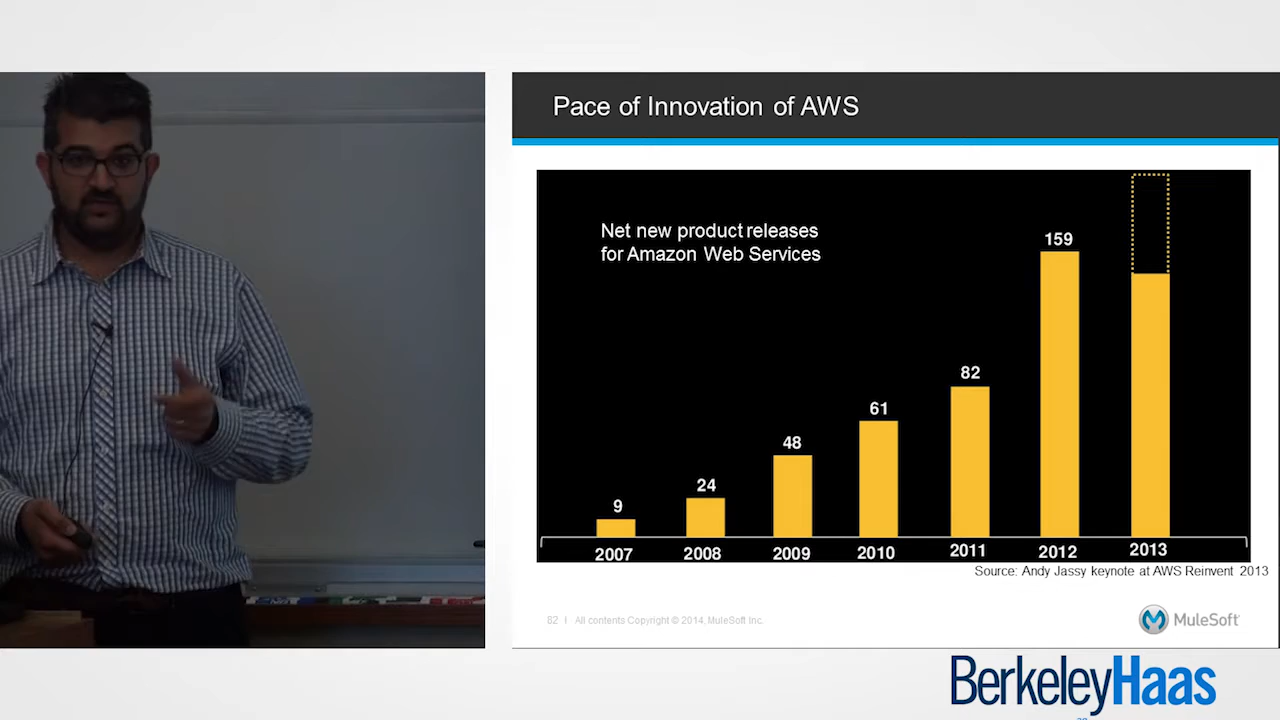 Pace of Innovation of AWS
Net new product releases
for Amazon Web Services
9
24
48
61
82
159
2007
2008
2009
2010
2011
2012
2013
Source: Andy Jassy keynote at AWS Reinvent 2013
82 | All contents Copyright © 2014, MuleSoft Inc.
MuleSoft
BerkeleyHaas